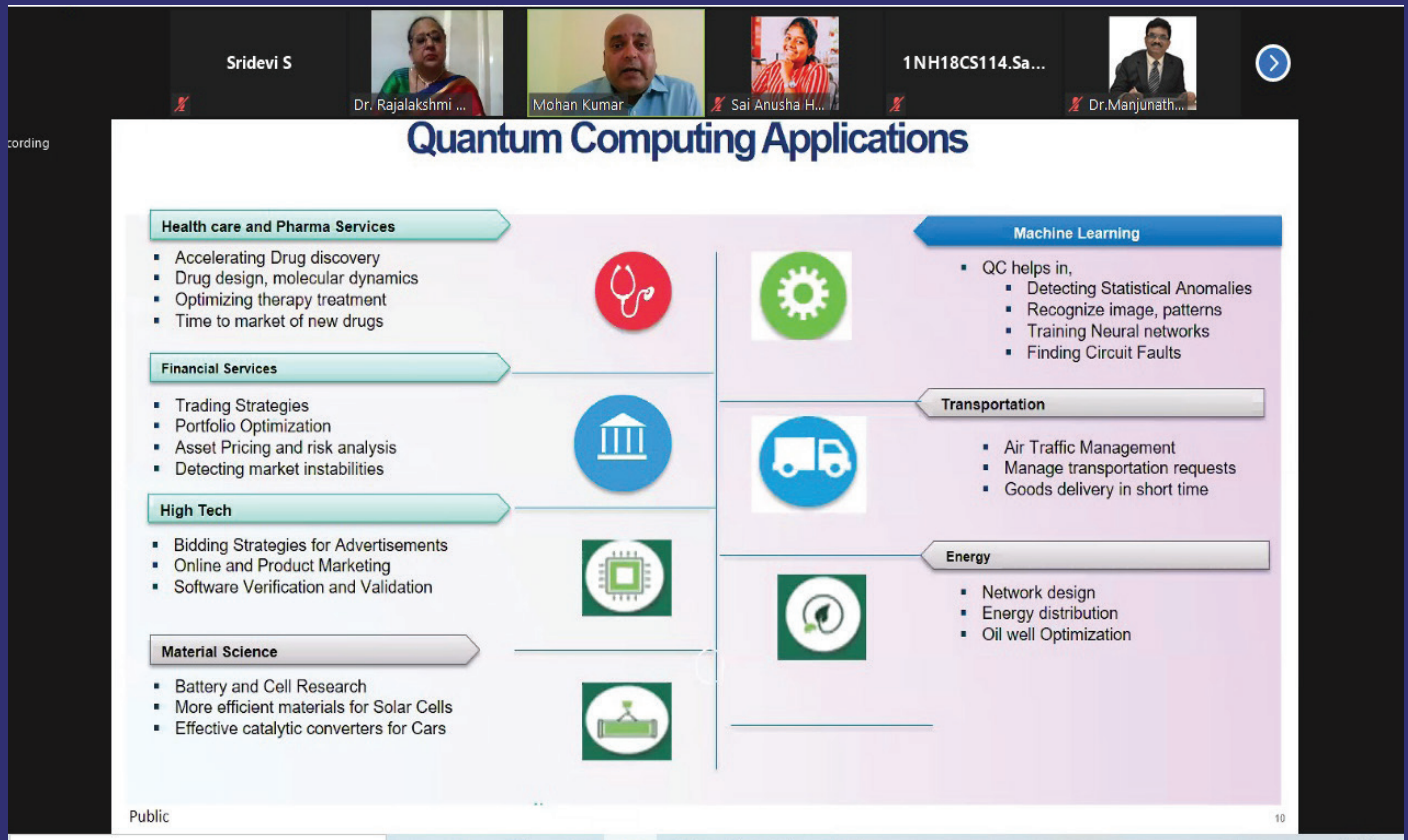 Sridevi S
Dr. Rajalakshmi ...
Mohan Kumar
Sai Anusha H...
1NH18CS114.Sa...
Dr.Manjunath...
cording
Quantum Computing Applications
Health care and Pharma Services
▪ Accelerating Drug discovery
▪ Drug design, molecular dynamics
▪ Optimizing therapy treatment
▪ Time to market of new drugs
Financial Services
▪ Trading Strategies
▪ Portfolio Optimization
▪ Asset Pricing and risk analysis
▪ Detecting market instabilities
High Tech
▪ Bidding Strategies for Advertisements
▪ Online and Product Marketing
▪ Software Verification and Validation
Material Science
▪ Battery and Cell Research
▪ More efficient materials for Solar Cells
▪ Effective catalytic converters for Cars
Machine Learning
▪ QC helps in,
▪ Detecting Statistical Anomalies
▪ Recognize image, patterns
▪ Training Neural networks
▪ Finding Circuit Faults
Transportation
▪ Air Traffic Management
▪ Manage transportation requests
▪ Goods delivery in short time
Energy
▪ Network design
▪ Energy distribution
▪ Oil well Optimization
Public
10